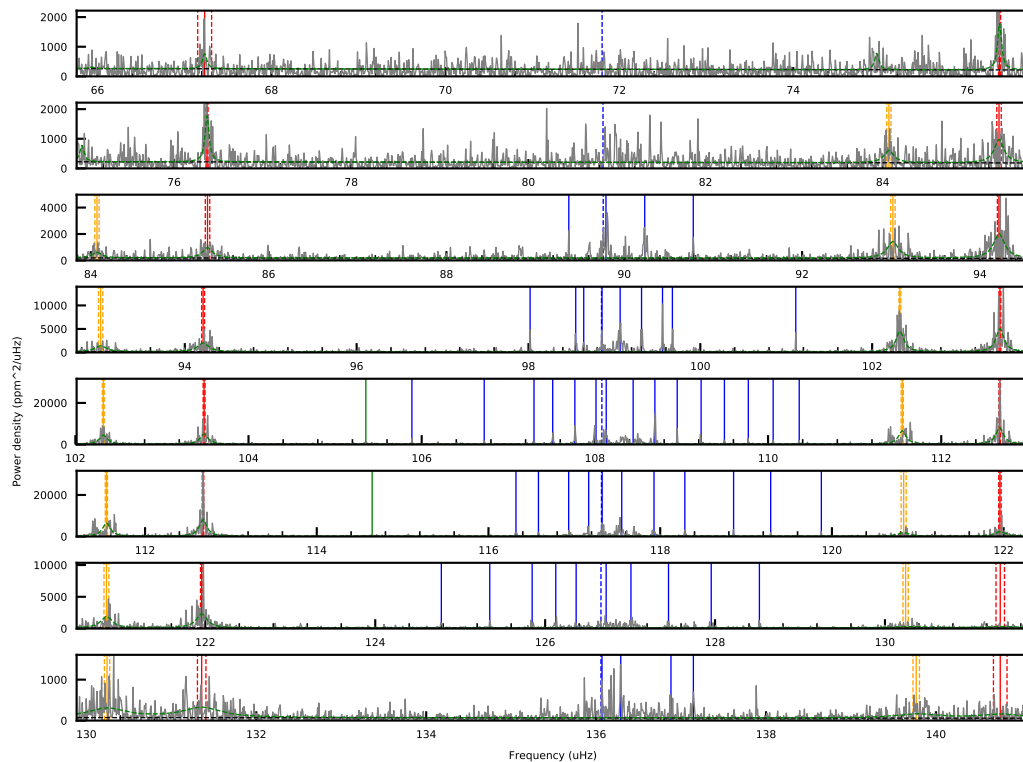 2000
1000
0
66 68 70 72 74 76
2000
1000
0
76 78 80 82 84
4000
2000
0
84 86 88 90 92 94
10000
5000
0
94 96 98 100 102
20000
0
102 104 106 108 110 112
20000
0
112 114 116 118 120 122
10000
5000
0
122 124 126 128 130
1000
0
130 132 134 136 138 140
Power density (ppm^2/uHz)
Frequency (uHz)